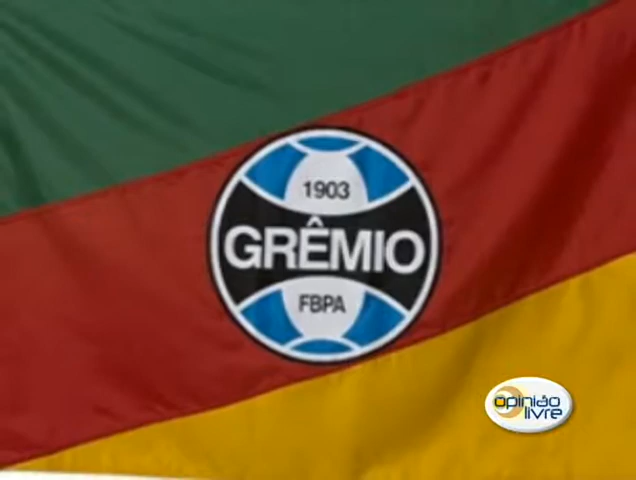 1903
GRÊMIO
FBPA
opinião
livre